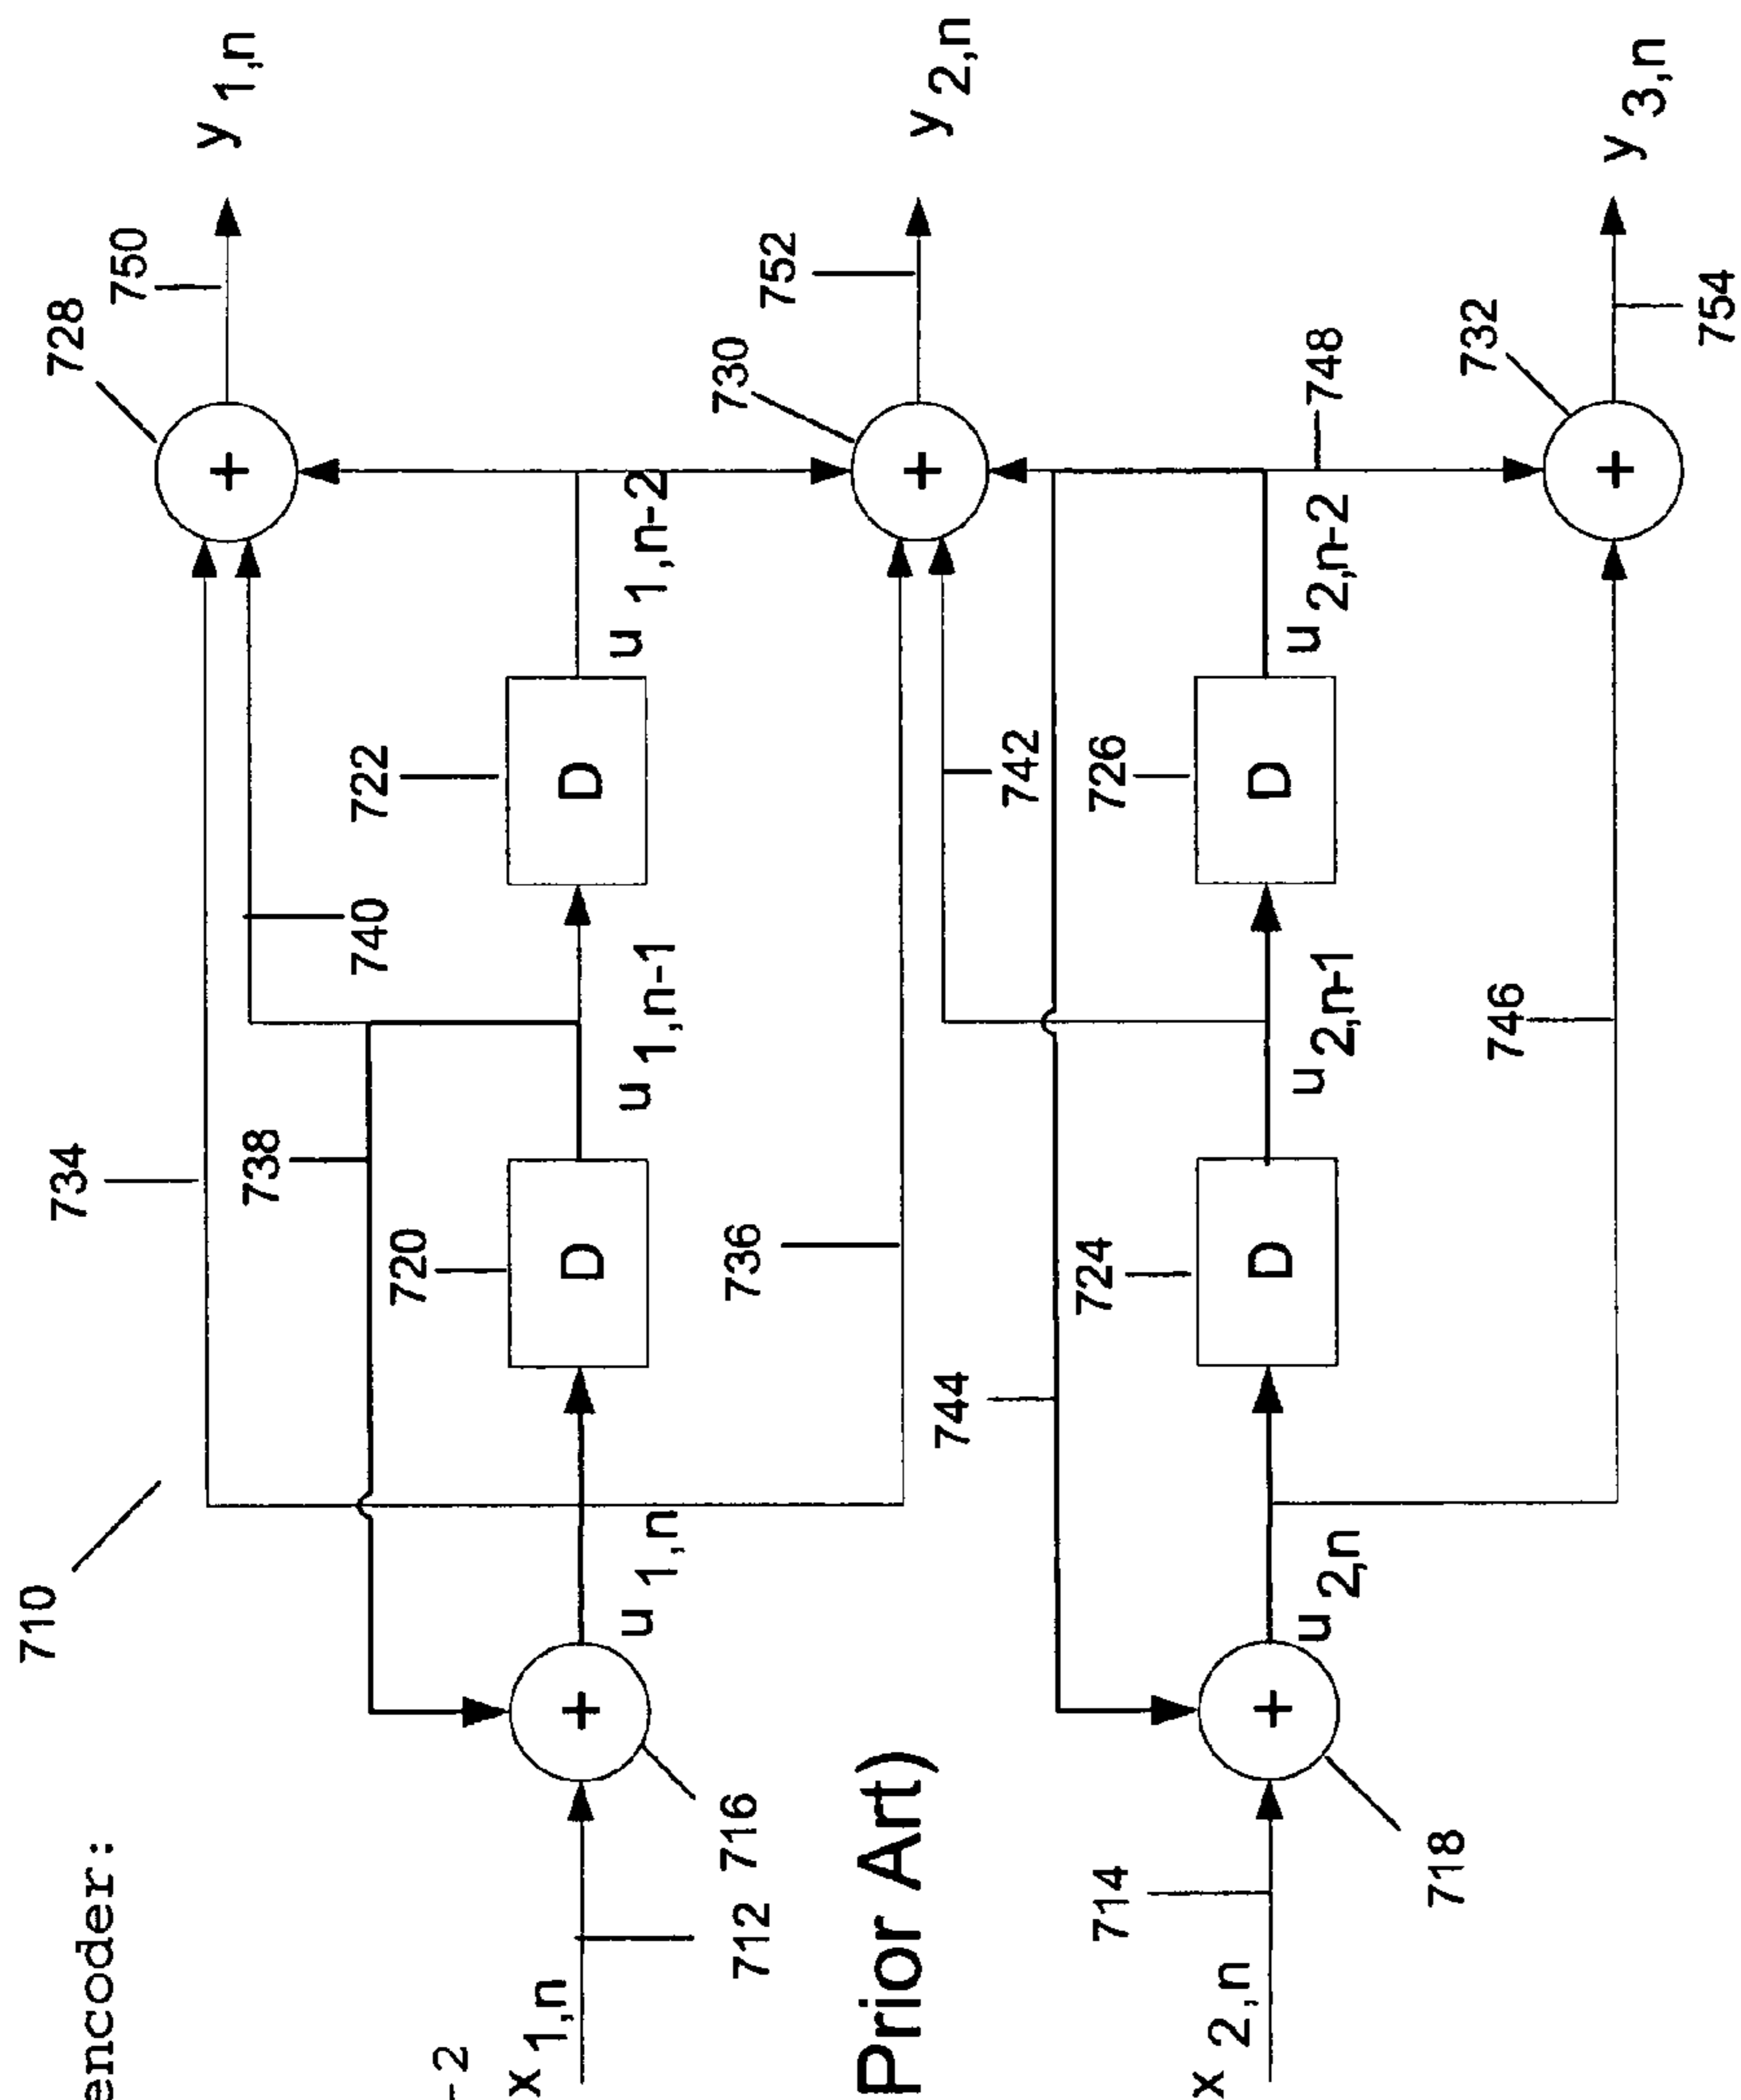 encoder:
-2
710
734
728
750
y 1,n
738
740
722
720
x 1,n
u 1,n
u 1,n-1
u 1,n-2
712
716
736
730
752
y 2,n
Prior Art)
744
742
724
726
D
D
D
D
+
+
+
+
+
714
x 2,n
u 2,n
u 2,n-1
u 2,n-2
748
718
746
732
754
y 3,n